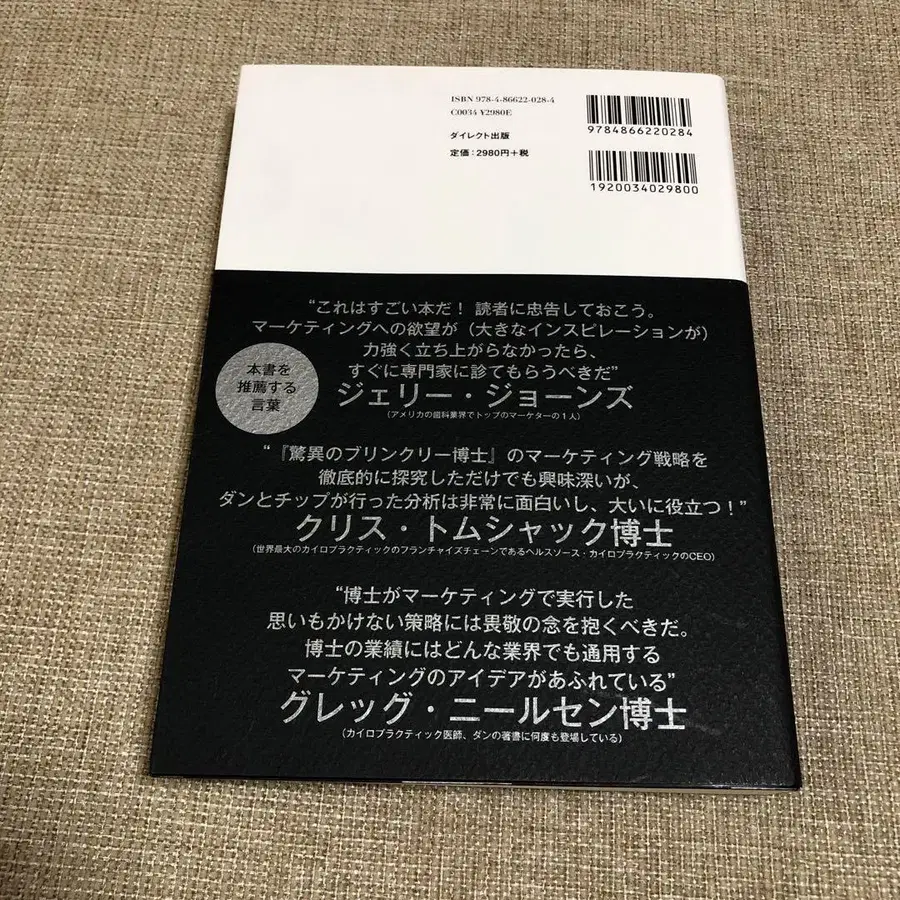 ISBN 978-4-86622-028-4
C0034 ¥2980E
ダイレクト出版
定価：2980円＋税
9784866220284
1920034029800
“これはすごい本だ！ 読者に忠告しておこう。
マーケティングへの欲望が（大きなインスピレーションが）
力強く立ち上がらなかったら、
すぐに専門家に診てもらうべきだ”
ジェリー・ジョーンズ
（アメリカの歯科業界でトップのマーケターの1人）
本書を
推薦する
言葉
“『驚異のブリンクリー博士』のマーケティング戦略を
徹底的に探究しただけでも興味深いが、
ダンとチップが行った分析は非常に面白いし、大いに役立つ！”
クリス・トムシャック博士
（世界最大のカイロプラクティックのフランチャイズチェーンであるヘルスソース・カイロプラクティックのCEO）
“博士がマーケティングで実行した
思いもかけない策略には畏敬の念を抱くべきだ。
博士の業績にはどんな業界でも通用する
マーケティングのアイデアがあふれている”
グレッグ・ニールセン博士
（カイロプラクティック医師、ダンの著書に何度も登場している）